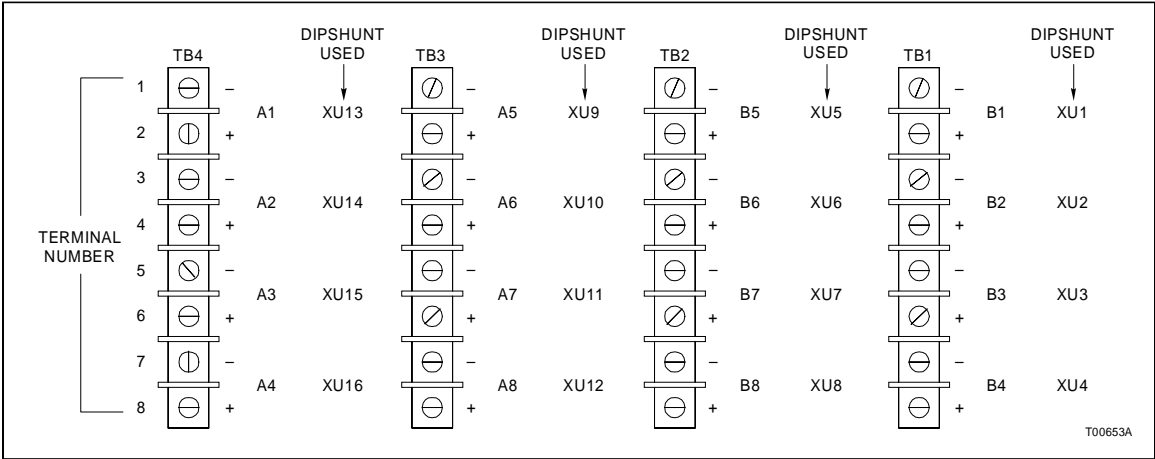 DIPSHUNT USED DIPSHUNT USED DIPSHUNT USED DIPSHUNT USED
TB4 TB3 TB2 TB1
1 – – – –
A1 XU13 A5 XU9 B5 XU5 B1 XU1
2 + + + +
3 – – – –
A2 XU14 A6 XU10 B6 XU6 B2 XU2
4 + + + +
TERMINAL
NUMBER
5 – – – –
A3 XU15 A7 XU11 B7 XU7 B3 XU3
6 + + + +
7 – – – –
A4 XU16 A8 XU12 B8 XU8 B4 XU4
8 + + + +
T00653A